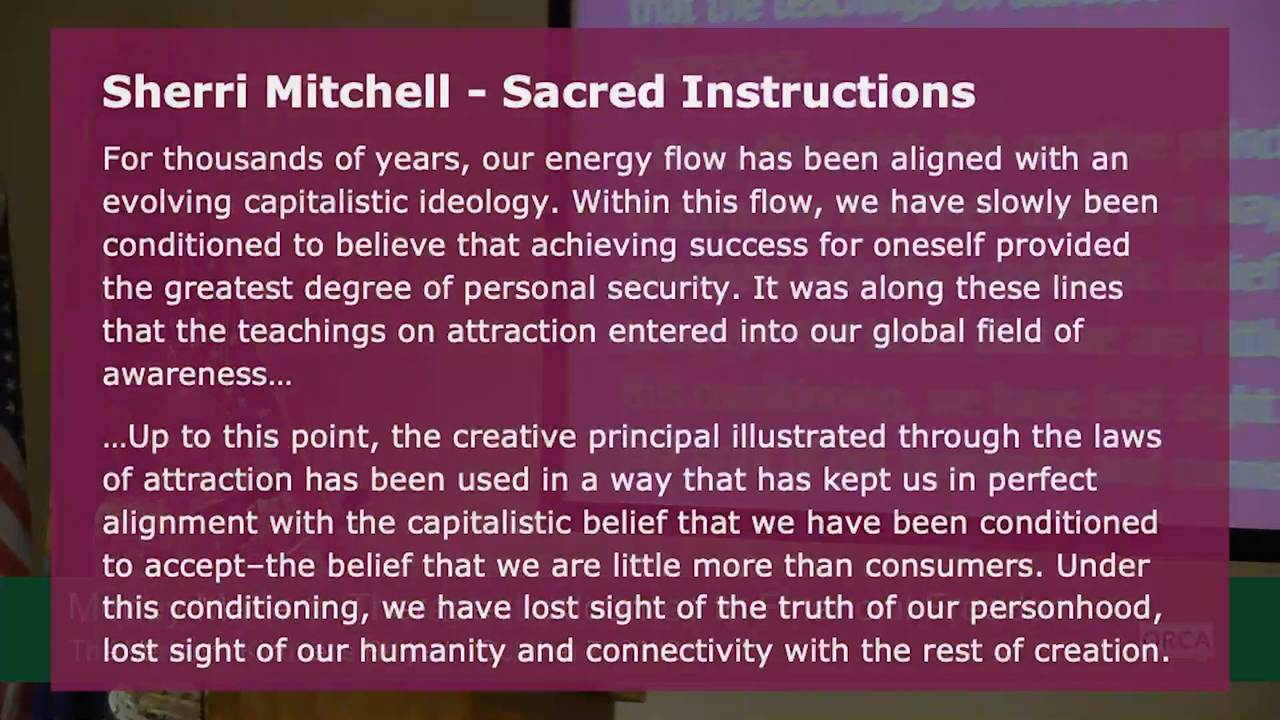 Sherri Mitchell - Sacred Instructions
For thousands of years, our energy flow has been aligned with an
evolving capitalistic ideology. Within this flow, we have slowly been
conditioned to believe that achieving success for oneself provided
the greatest degree of personal security. It was along these lines
that the teachings on attraction entered into our global field of
awareness...
...Up to this point, the creative principal illustrated through the laws
of attraction has been used in a way that has kept us in perfect
alignment with the capitalistic belief that we have been conditioned
to accept–the belief that we are little more than consumers. Under
this conditioning, we have lost sight of the truth of our personhood,
lost sight of our humanity and connectivity with the rest of creation.
ORCA